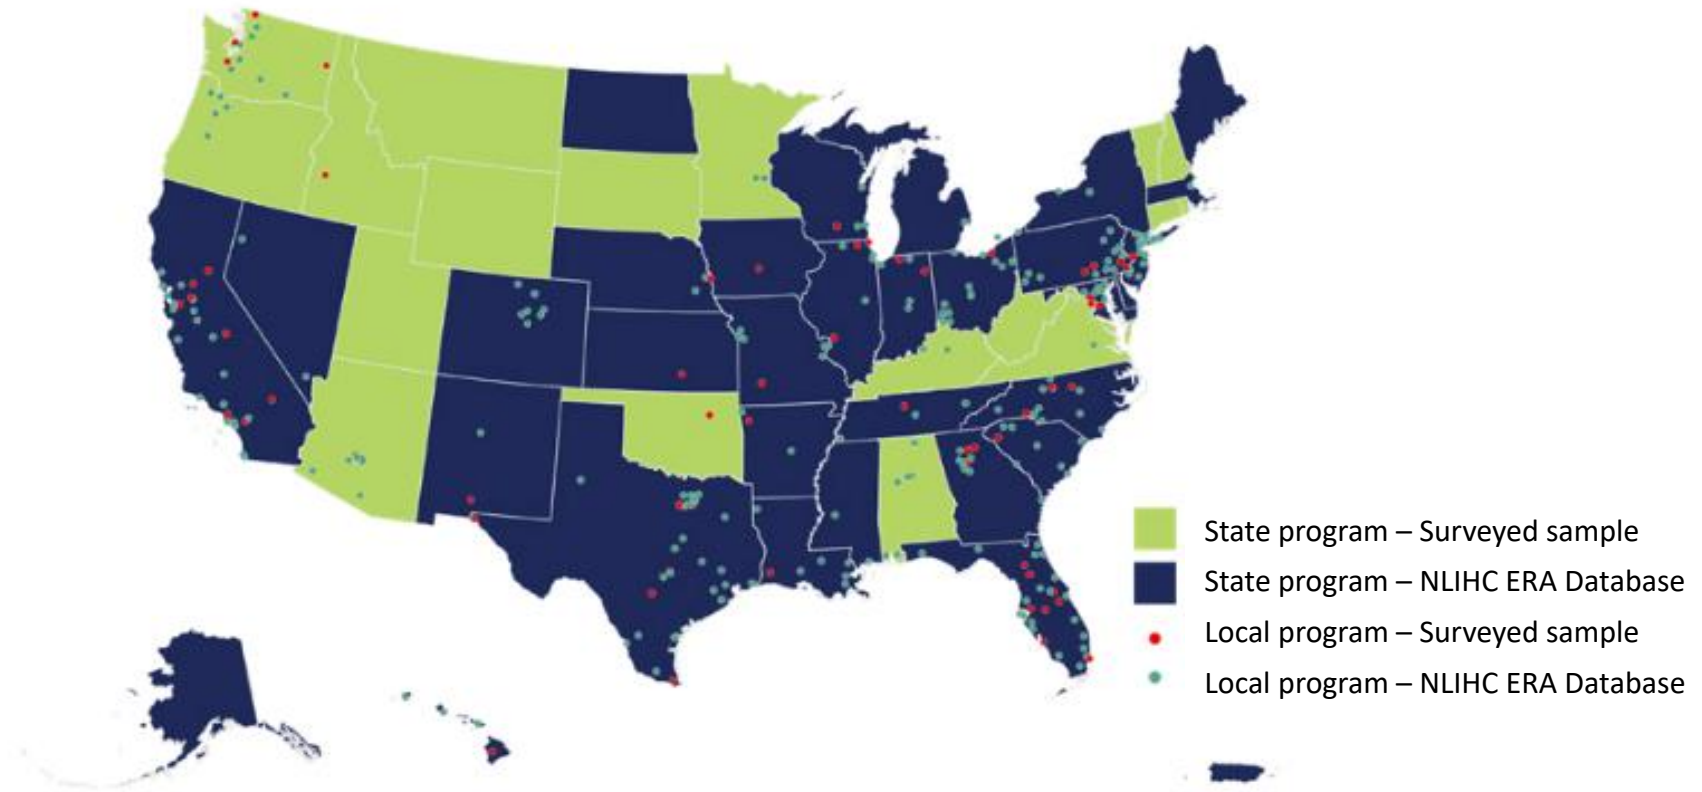 State program – Surveyed sample
State program – NLIHC ERA Database
Local program – Surveyed sample
Local program – NLIHC ERA Database